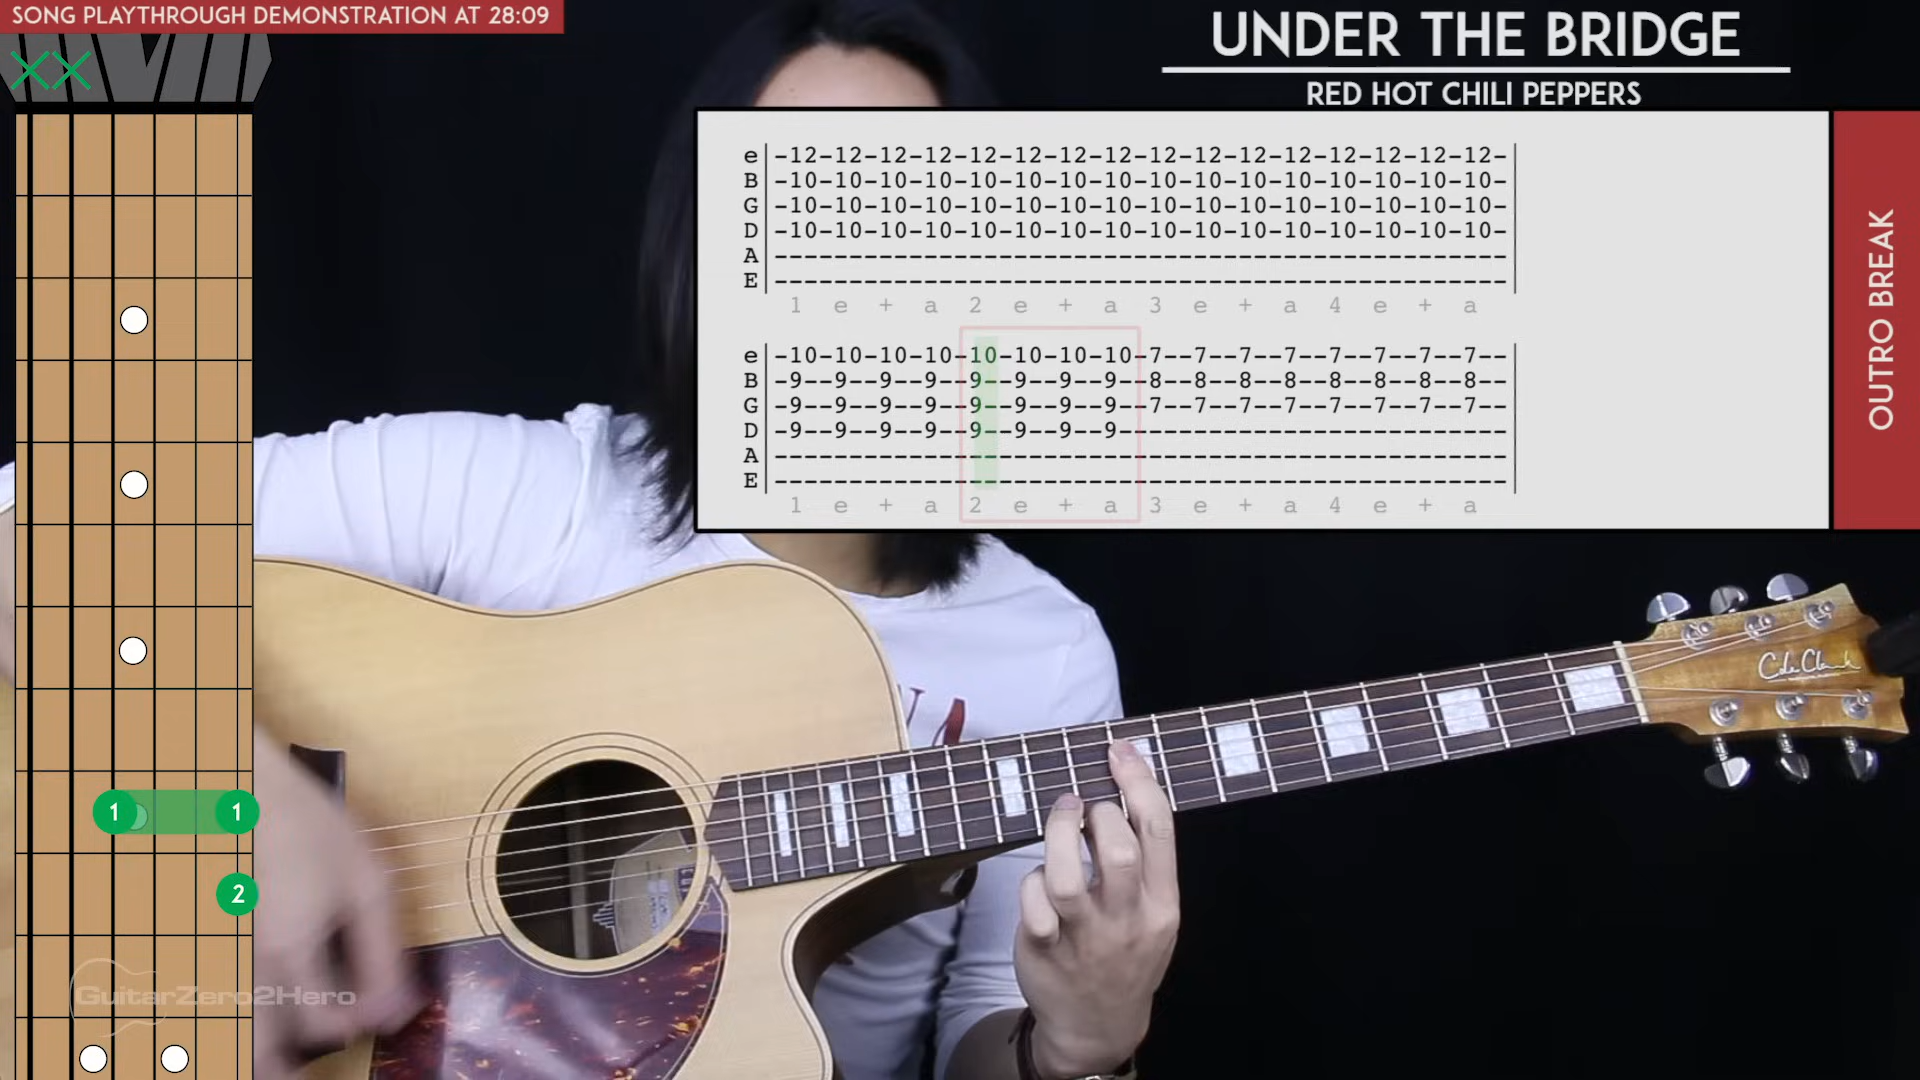 SONG PLAYTHROUGH DEMONSTRATION AT 28:09
XX
UNDER THE BRIDGE
RED HOT CHILI PEPPERS
e|-12-12-12-12-12-12-12-12-12-12-12-12-12-12-12-12-|
B|-10-10-10-10-10-10-10-10-10-10-10-10-10-10-10-10-|
G|-10-10-10-10-10-10-10-10-10-10-10-10-10-10-10-10-|
D|-10-10-10-10-10-10-10-10-10-10-10-10-10-10-10-10-|
A|-------------------------------------------------|
E|-------------------------------------------------|
1 e + a 2 e + a 3 e + a 4 e + a
e|-10-10-10-10-10-10-10-10-7--7--7--7--7--7--7--7--|
B|-9--9--9--9--9--9--9--9--8--8--8--8--8--8--8--8--|
G|-9--9--9--9--9--9--9--9--7--7--7--7--7--7--7--7--|
D|-9--9--9--9--9--9--9--9--------------------------|
A|-------------------------------------------------|
E|-------------------------------------------------|
1 e + a 2 e + a 3 e + a 4 e + a
OUTRO BREAK
Cole Clark
1 1
2
GuitarZero2Hero